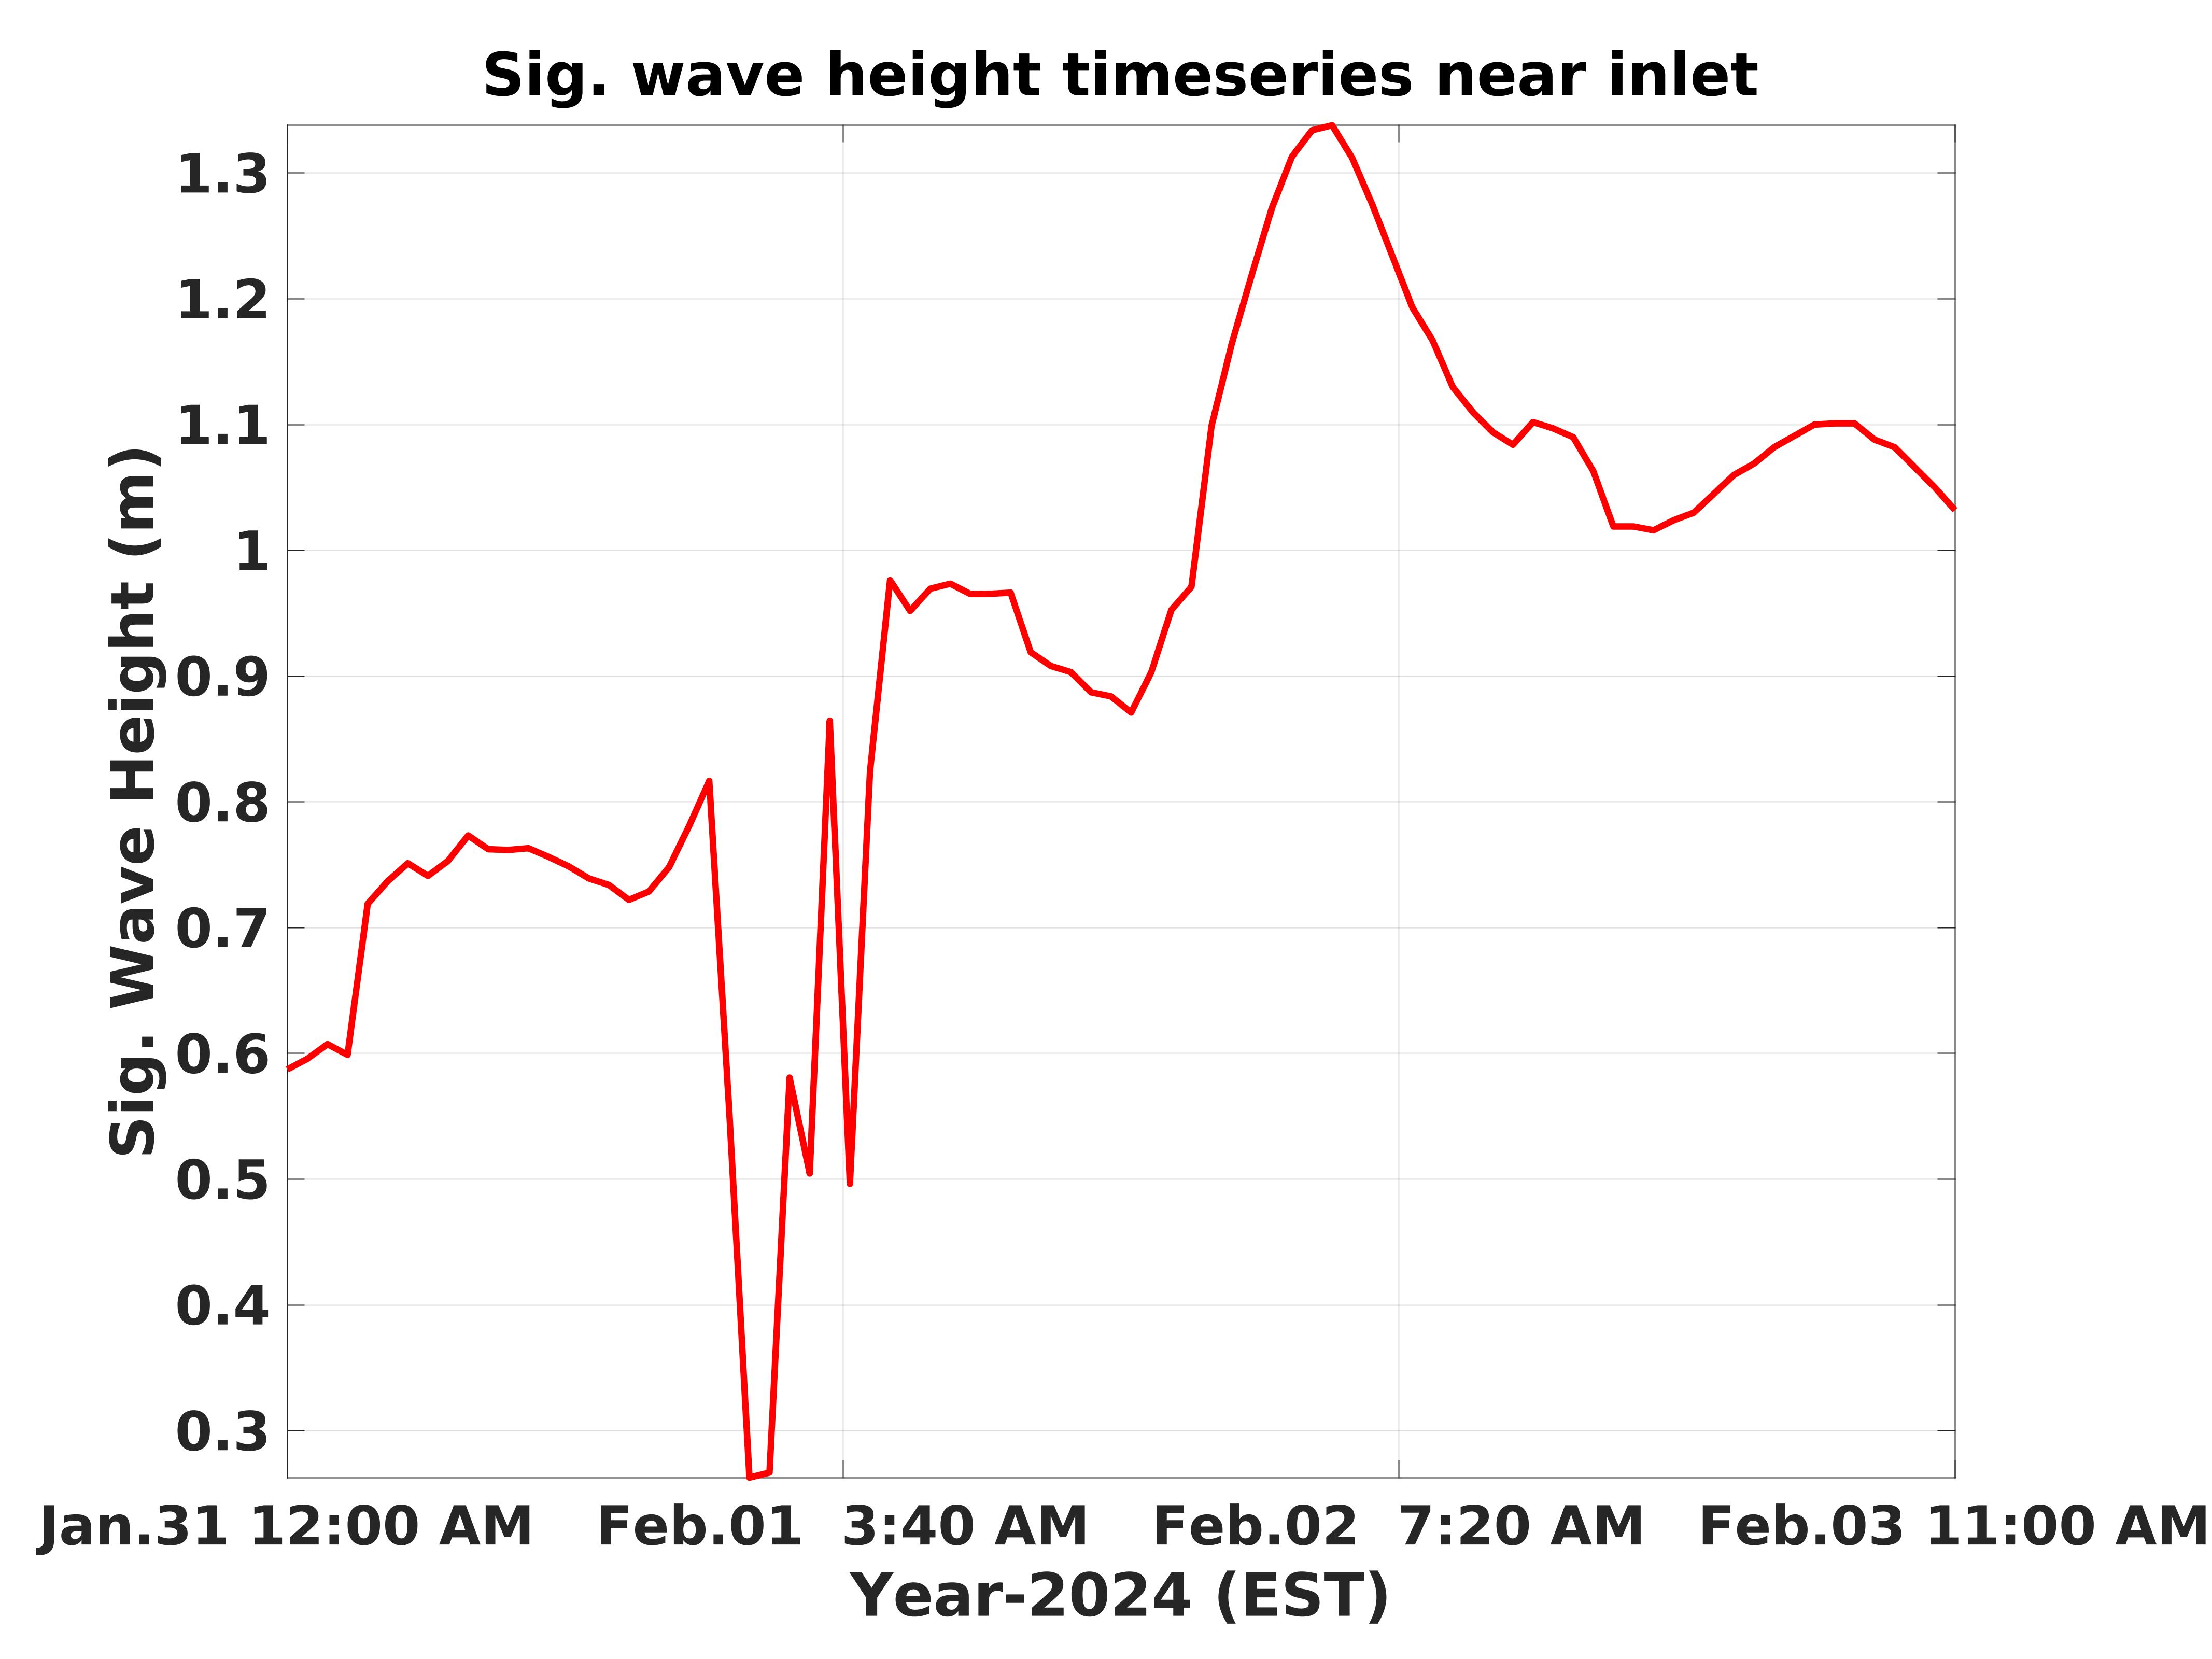 Sig. wave height timeseries near inlet
Sig. Wave Height (m)
1.3
1.2
1.1
1
0.9
0.8
0.7
0.6
0.5
0.4
0.3
Jan.31 12:00 AM Feb.01 3:40 AM Feb.02 7:20 AM Feb.03 11:00 AM
Year-2024 (EST)